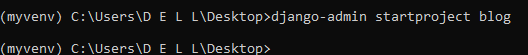 (myvenv) C:\Users\D E L L\Desktop>django-admin startproject blog
(myvenv) C:\Users\D E L L\Desktop>